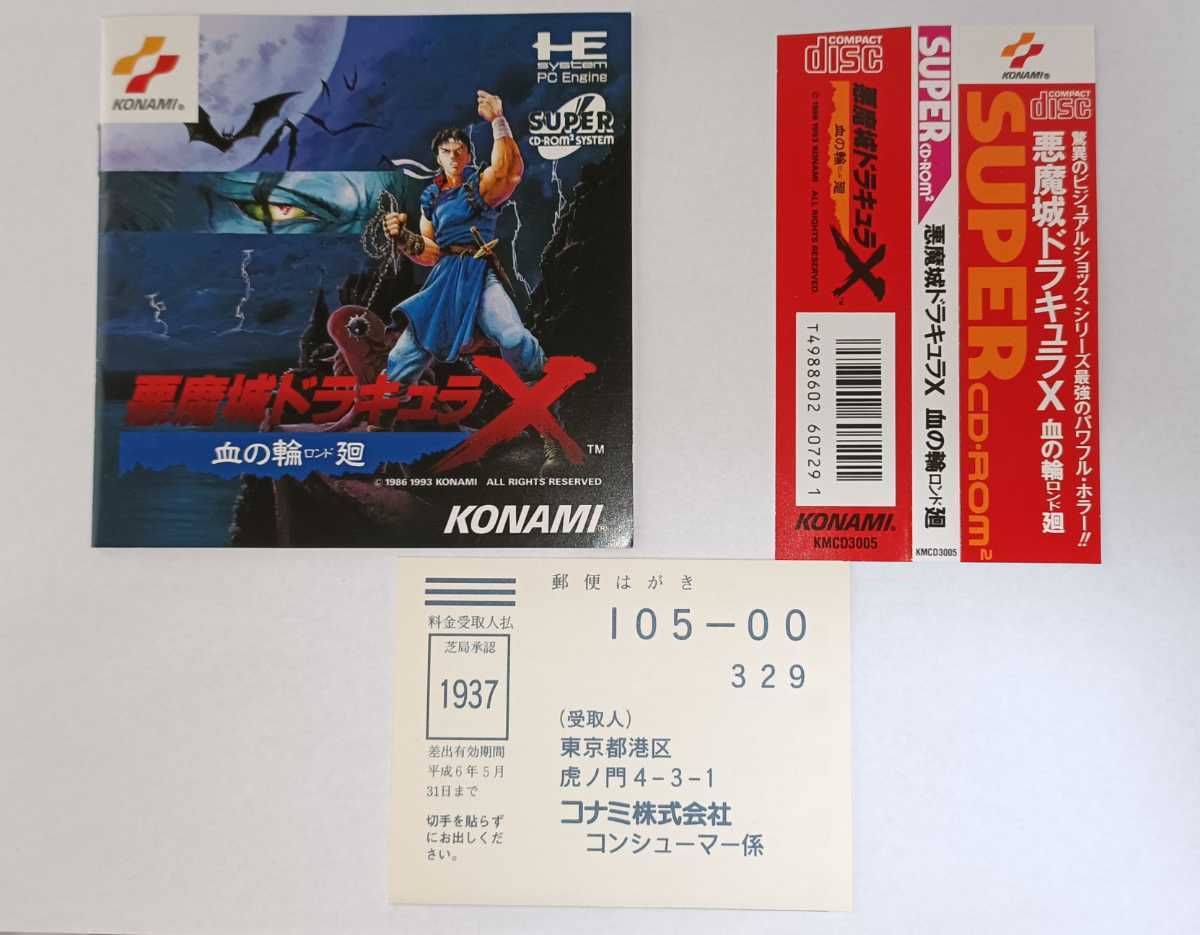 KONAMI®
HE
system
PC Engine
SUPER
CD-ROM² SYSTEM
悪魔城ドラキュラX
血の輪ロンド廻
TM
© 1986 1993 KONAMI ALL RIGHTS RESERVED
KONAMI®
COMPACT
disc
悪魔城ドラキュラX™
血の輪ロンド廻
© 1986 1993 KONAMI ALL RIGHTS RESERVED.
T4988602 607291
KONAMI®
KMCD3005
SUPER CD-ROM²
悪魔城ドラキュラX 血の輪ロンド廻
KMCD3005
KONAMI®
COMPACT
disc
SUPER CD・ROM²
驚異のビジュアルショック、シリーズ最強のパワフル・ホラー!!
悪魔城ドラキュラX 血の輪ロンド廻
郵便はがき
105-00
329
料金受取人払
芝局承認
1937
差出有効期間
平成6年5月
31日まで
切手を貼らず
にお出しくだ
さい。
(受取人)
東京都港区
虎ノ門4-3-1
コナミ株式会社
コンシューマー係